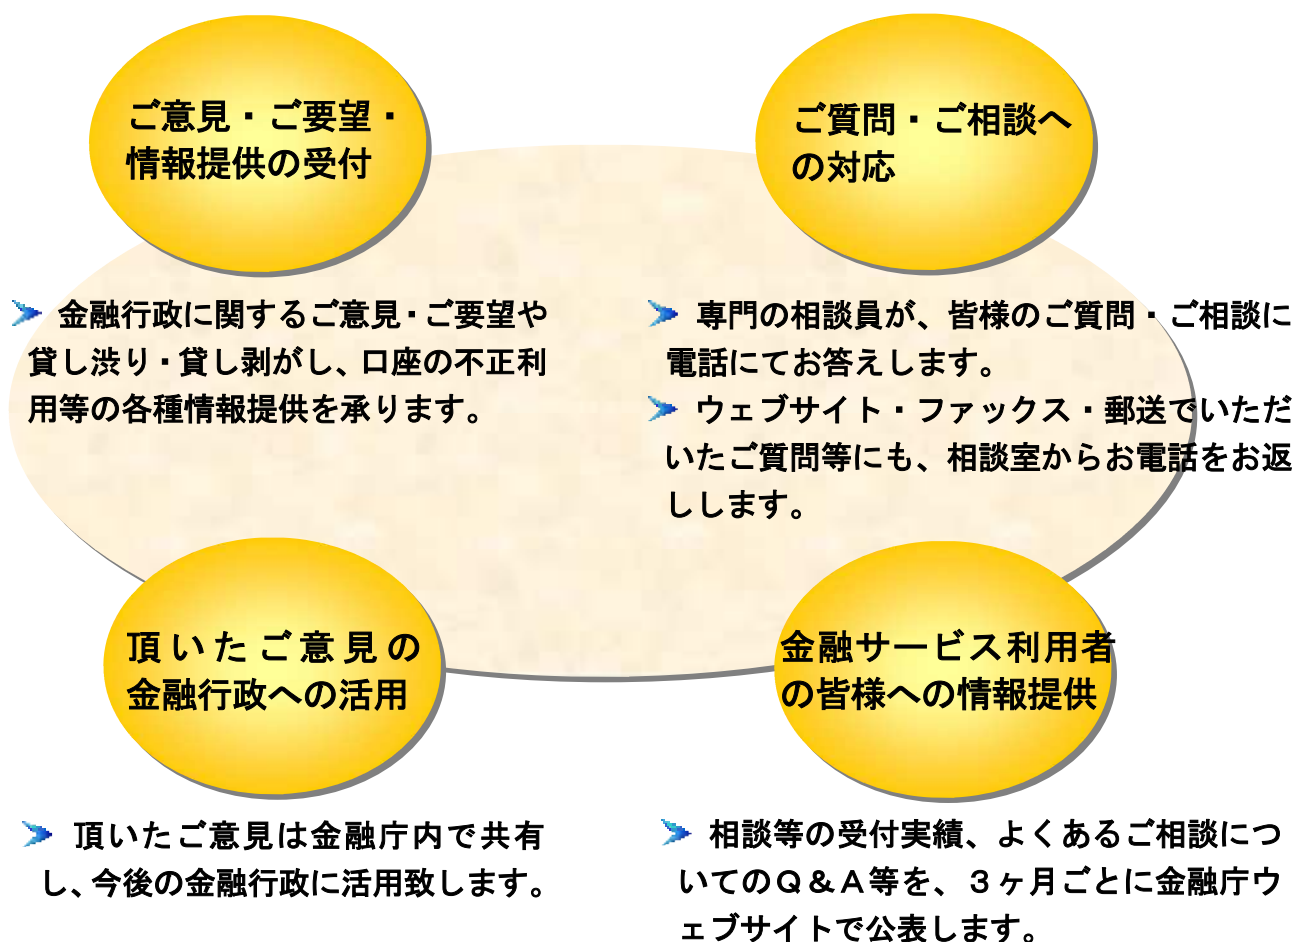 ご意見・ご要望・
情報提供の受付
金融行政に関するご意見・ご要望や
貸し渋り・貸し剥がし、口座の不正利
用等の各種情報提供を承ります。
ご質問・ご相談へ
の対応
専門の相談員が、皆様のご質問・ご相談に
電話にてお答えします。
ウェブサイト・ファックス・郵送でいただ
いたご質問等にも、相談室からお電話をお返
しします。
頂いたご意見の
金融行政への活用
頂いたご意見は金融庁内で共有
し、今後の金融行政に活用致します。
金融サービス利用者
の皆様への情報提供
相談等の受付実績、よくあるご相談につ
いてのＱ＆Ａ等を、３ヶ月ごとに金融庁ウ
ェブサイトで公表します。